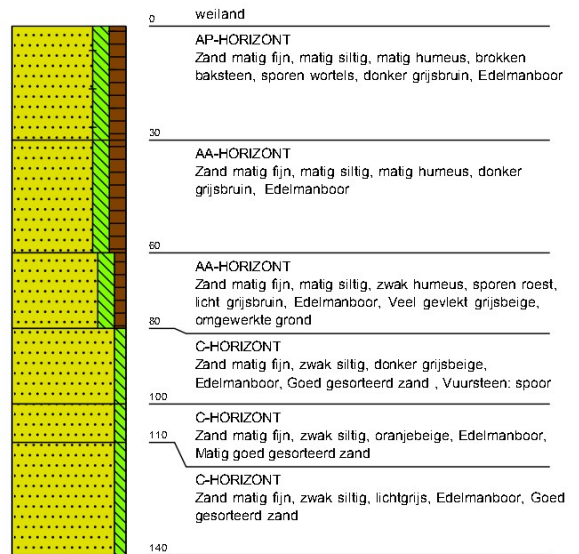 0 weiland
AP-HORIZONT
Zand matig fijn, matig siltig, matig humeus, brokken
baksteen, sporen wortels, donker grijsbruin, Edelmanboor
30
AA-HORIZONT
Zand matig fijn, matig siltig, matig humeus, donker
grijsbruin, Edelmanboor
60
AA-HORIZONT
Zand matig fijn, matig siltig, zwak humeus, sporen roest,
licht grijsbruin, Edelmanboor, Veel gevlekt grijsbeige,
omgewerkte grond
80
C-HORIZONT
Zand matig fijn, zwak siltig, donker grijsbeige,
Edelmanboor, Goed gesorteerd zand , Vuursteen: spoor
100
C-HORIZONT
Zand matig fijn, zwak siltig, oranjebeige, Edelmanboor,
Matig goed gesorteerd zand
110
C-HORIZONT
Zand matig fijn, zwak siltig, lichtgrijs, Edelmanboor, Goed
gesorteerd zand
140